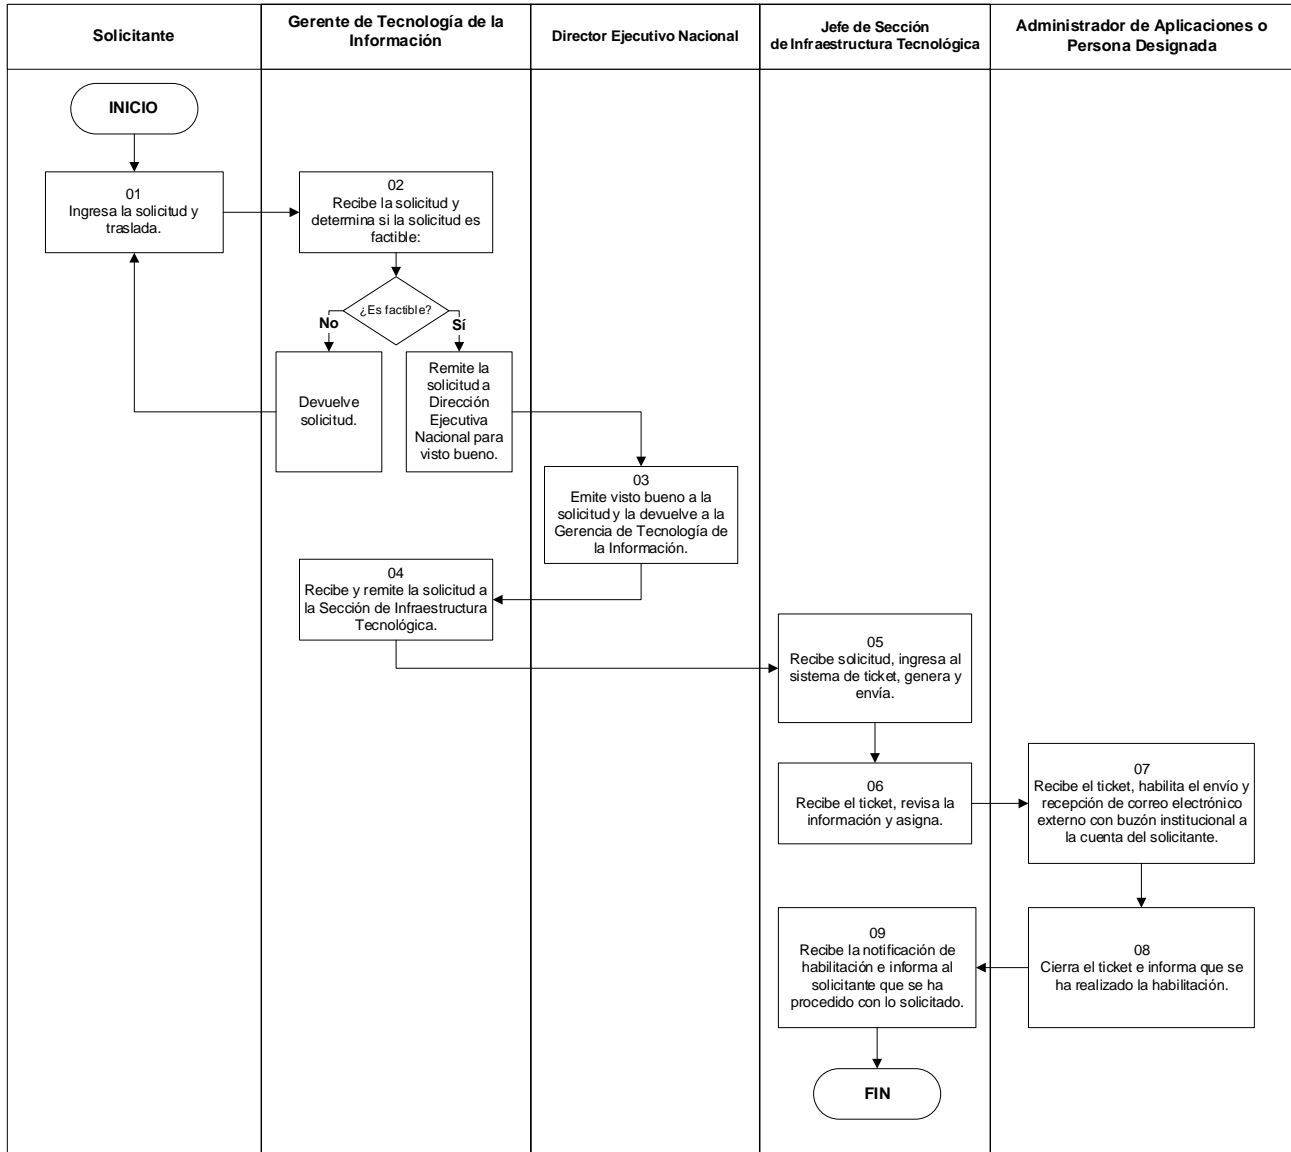 Solicitante
Gerente de Tecnología de la
Información
Director Ejecutivo Nacional
Jefe de Sección
de Infraestructura Tecnológica
Administrador de Aplicaciones o
Persona Designada
INICIO
01
Ingresa la solicitud y
traslada.
02
Recibe la solicitud y
determina si la solicitud es
factible:
¿Es factible?
No
Sí
Devuelve
solicitud.
Remite la
solicitud a
Dirección
Ejecutiva
Nacional para
visto bueno.
03
Emite visto bueno a la
solicitud y la devuelve a la
Gerencia de Tecnología de
la Información.
04
Recibe y remite la solicitud a
la Sección de Infraestructura
Tecnológica.
05
Recibe solicitud, ingresa al
sistema de ticket, genera y
envía.
06
Recibe el ticket, revisa la
información y asigna.
07
Recibe el ticket, habilita el envío y
recepción de correo electrónico
externo con buzón institucional a
la cuenta del solicitante.
08
Cierra el ticket e informa que se
ha realizado la habilitación.
09
Recibe la notificación de
habilitación e informa al
solicitante que se ha
procedido con lo solicitado.
FIN